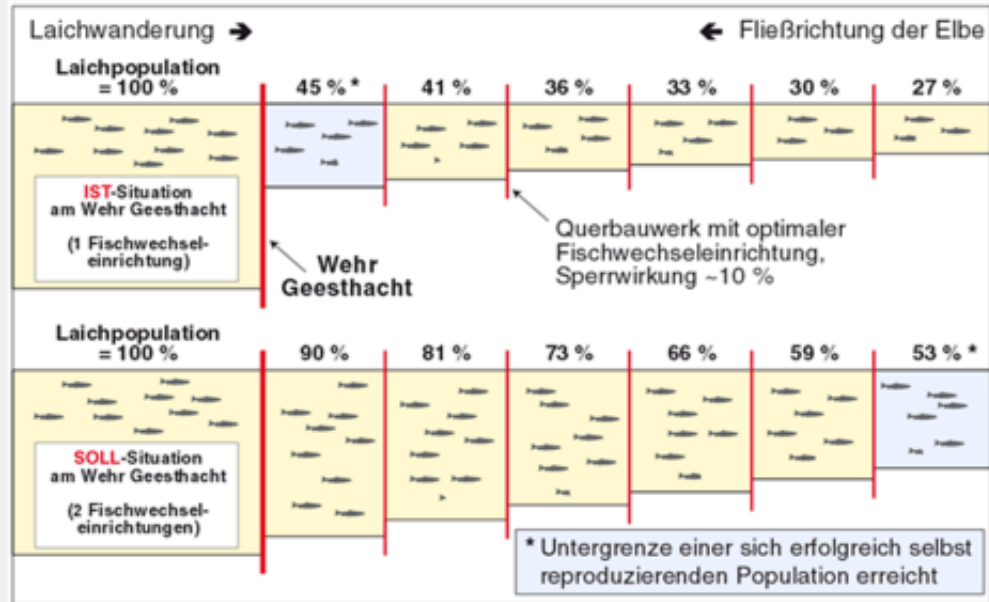 Laichwanderung → ← Fließrichtung der Elbe
Laichpopulation
= 100 % 45 % * 41 % 36 % 33 % 30 % 27 %
IST-Situation
am Wehr Geesthacht
(1 Fischwechsel-
einrichtung)
Wehr
Geesthacht
Querbauwerk mit optimaler
Fischwechseleinrichtung,
Sperrwirkung ~10 %
Laichpopulation
= 100 % 90 % 81 % 73 % 66 % 59 % 53 % *
SOLL-Situation
am Wehr Geesthacht
(2 Fischwechsel-
einrichtungen)
* Untergrenze einer sich erfolgreich selbst
reproduzierenden Population erreicht